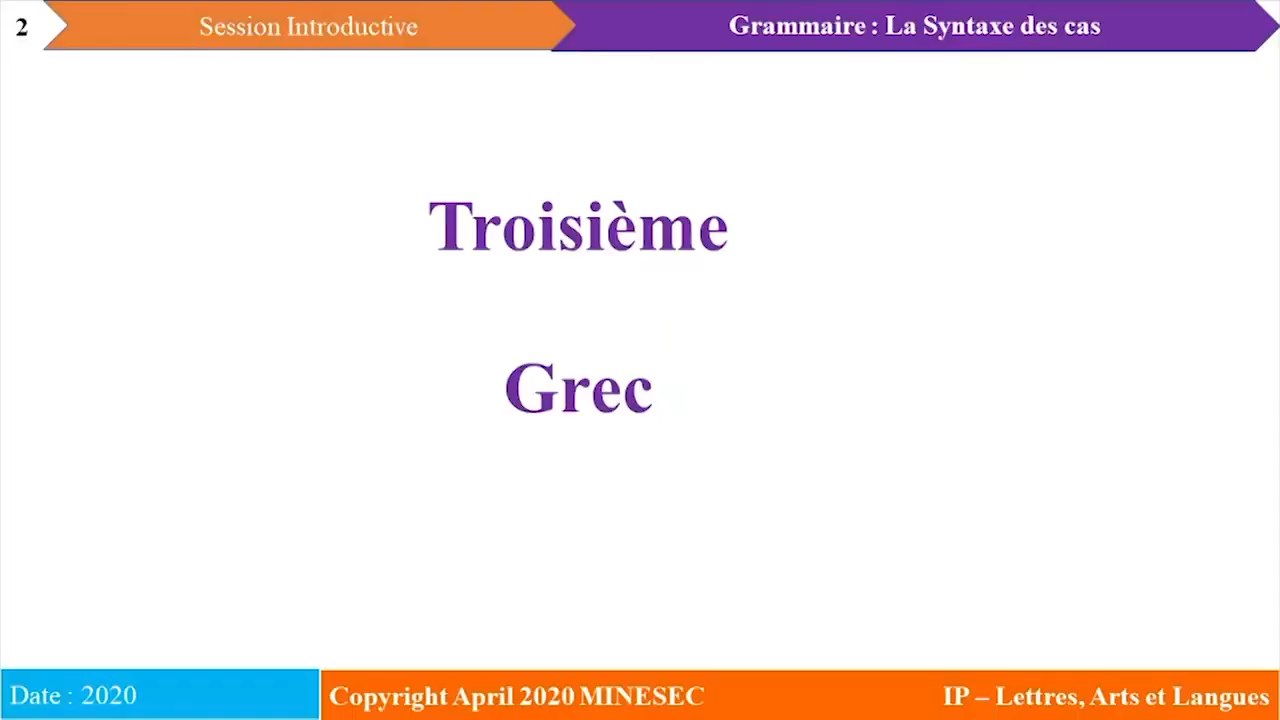 2
Session Introductive
Grammaire : La Syntaxe des cas
Troisième
Grec
Date : 2020
Copyright April 2020 MINESEC
IP – Lettres, Arts et Langues